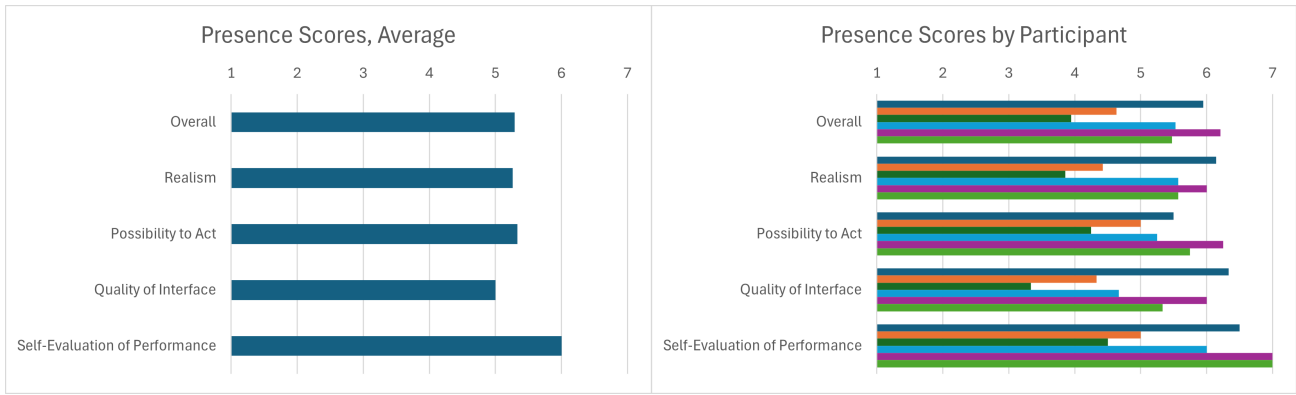 Presence Scores, Average
1 2 3 4 5 6 7
Overall
Realism
Possibility to Act
Quality of Interface
Self-Evaluation of Performance
Presence Scores by Participant
1 2 3 4 5 6 7
Overall
Realism
Possibility to Act
Quality of Interface
Self-Evaluation of Performance